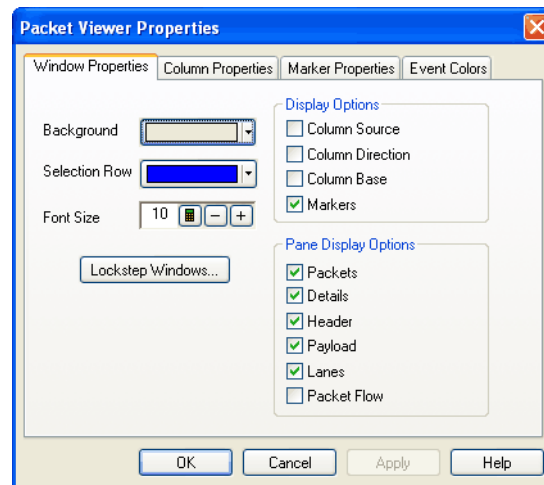 Packet Viewer Properties
Window Properties Column Properties Marker Properties Event Colors
Background
Selection Row
Font Size 10
Lockstep Windows...
Display Options
Column Source
Column Direction
Column Base
Markers
Pane Display Options
Packets
Details
Header
Payload
Lanes
Packet Flow
OK Cancel Apply Help